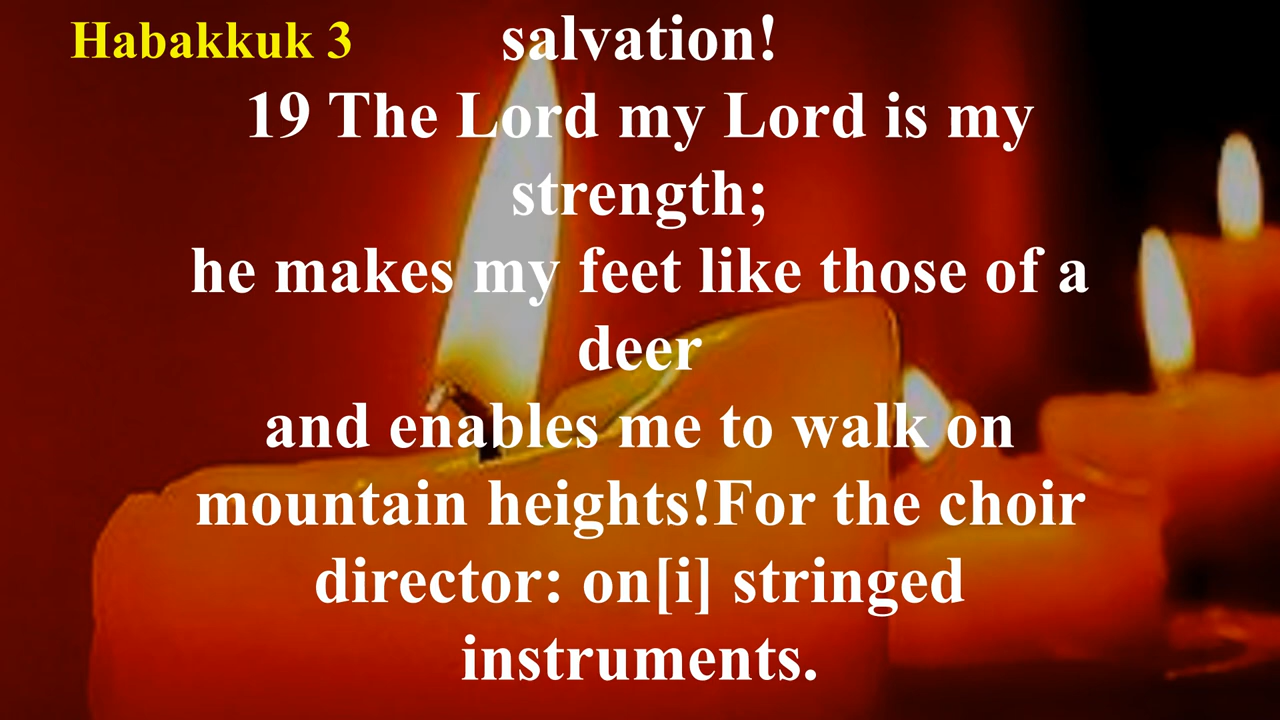 Habakkuk 3
salvation!
19 The Lord my Lord is my
strength;
he makes my feet like those of a
deer
and enables me to walk on
mountain heights!For the choir
director: on[i] stringed
instruments.